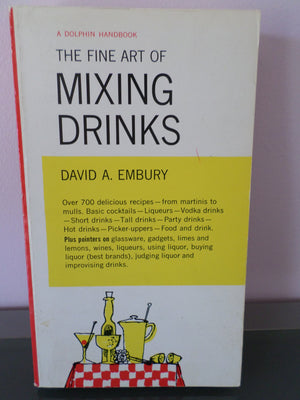 A DOLPHIN HANDBOOK
THE FINE ART OF
MIXING
DRINKS
DAVID A. EMBURY
Over 700 delicious recipes—from martinis to
mulls. Basic cocktails—Liqueurs—Vodka drinks
—Short drinks—Tall drinks—Party drinks—
Hot drinks—Picker-uppers—Food and drink.
Plus pointers on glassware, gadgets, limes and
lemons, wines, liqueurs, using liquor, buying
liquor (best brands), judging liquor and
improvising drinks.